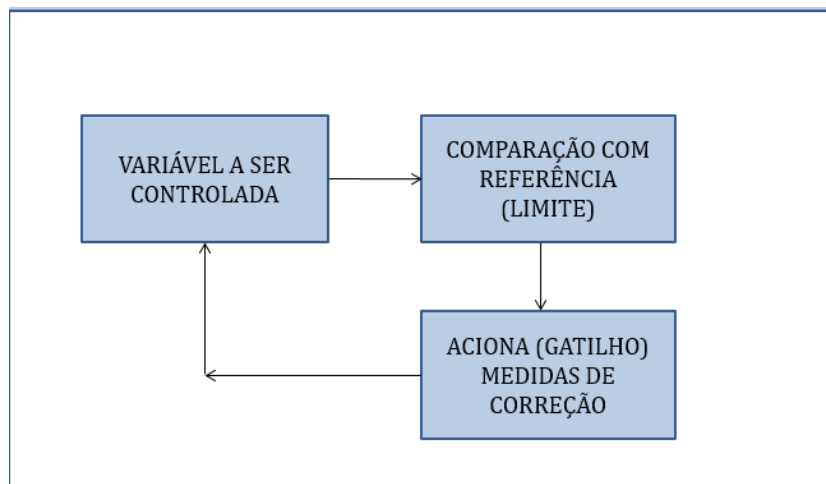 VARIÁVEL A SER
CONTROLADA
COMPARAÇÃO COM
REFERÊNCIA
(LIMITE)
ACIONA (GATILHO)
MEDIDAS DE
CORREÇÃO